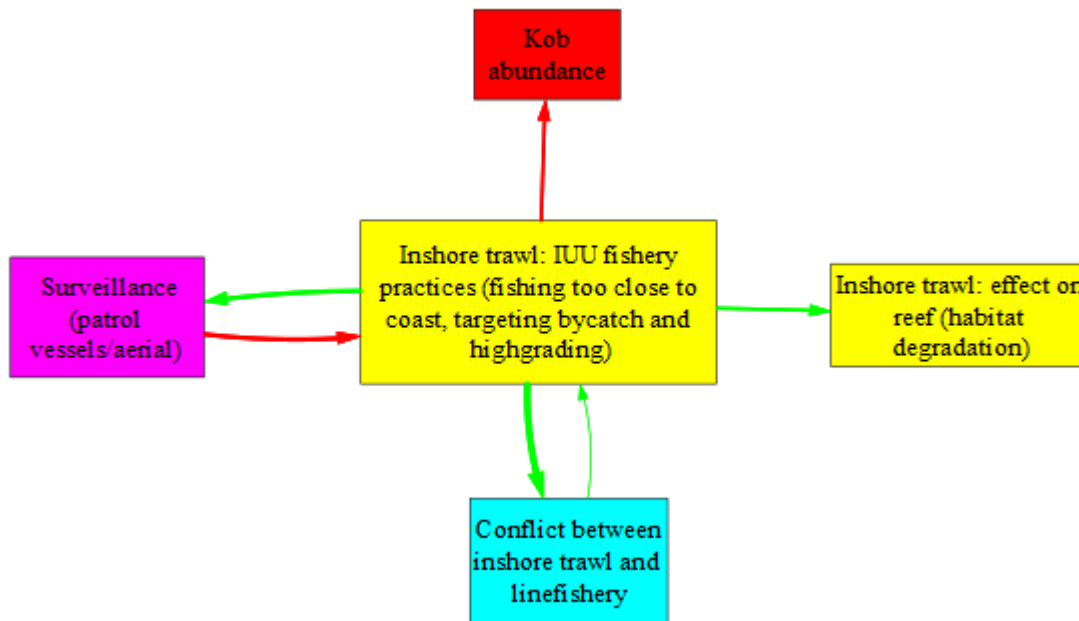 Kob
abundance
Inshore trawl: IUU fishery
practices (fishing too close to
coast, targeting bycatch and
highgrading)
Surveillance
(patrol
vessels/aerial)
Inshore trawl: effect on
reef (habitat
degradation)
Conflict between
inshore trawl and
linefishery